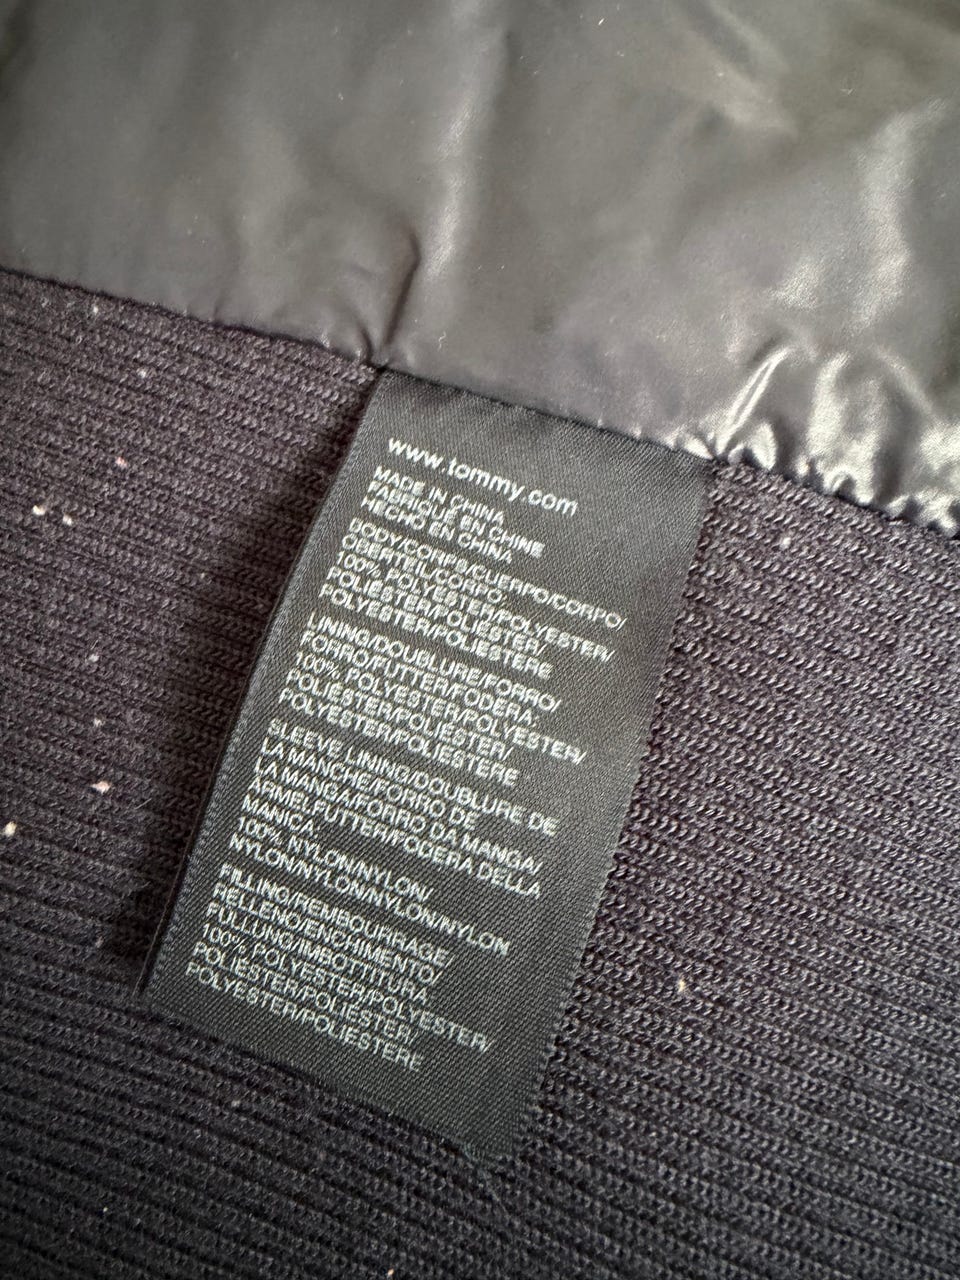 www.tommy.com
MADE IN CHINA
FABRIQUE EN CHINE
HECHO EN CHINA
BODY/CORPS/CUERPO/CORPO/
OBERTEIL/CORPO
100% POLYESTER/POLYESTER/
POLIÉSTER/POLIÉSTER/
POLYESTER/POLIESTERE
LINING/DOUBLURE/FORRO/
FORRO/FUTTER/FODERA
100% POLYESTER/POLYESTER/
POLIÉSTER/POLIÉSTER/
POLYESTER/POLIESTERE
SLEEVE LINING/DOUBLURE DE
LA MANCHE/FORRO DE
LA MANGA/FORRO DA MANGA/
ÄRMELFUTTER/FODERA DELLA
MANICA
100% NYLON/NYLON/
NYLON/NYLON/NYLON/NYLON
FILLING/REMBOURRAGE/
RELLENO/ENCHIMENTO/
FÜLLUNG/IMBOTTITURA
100% POLYESTER/POLYESTER/
POLIÉSTER/POLIÉSTER/
POLYESTER/POLIESTERE